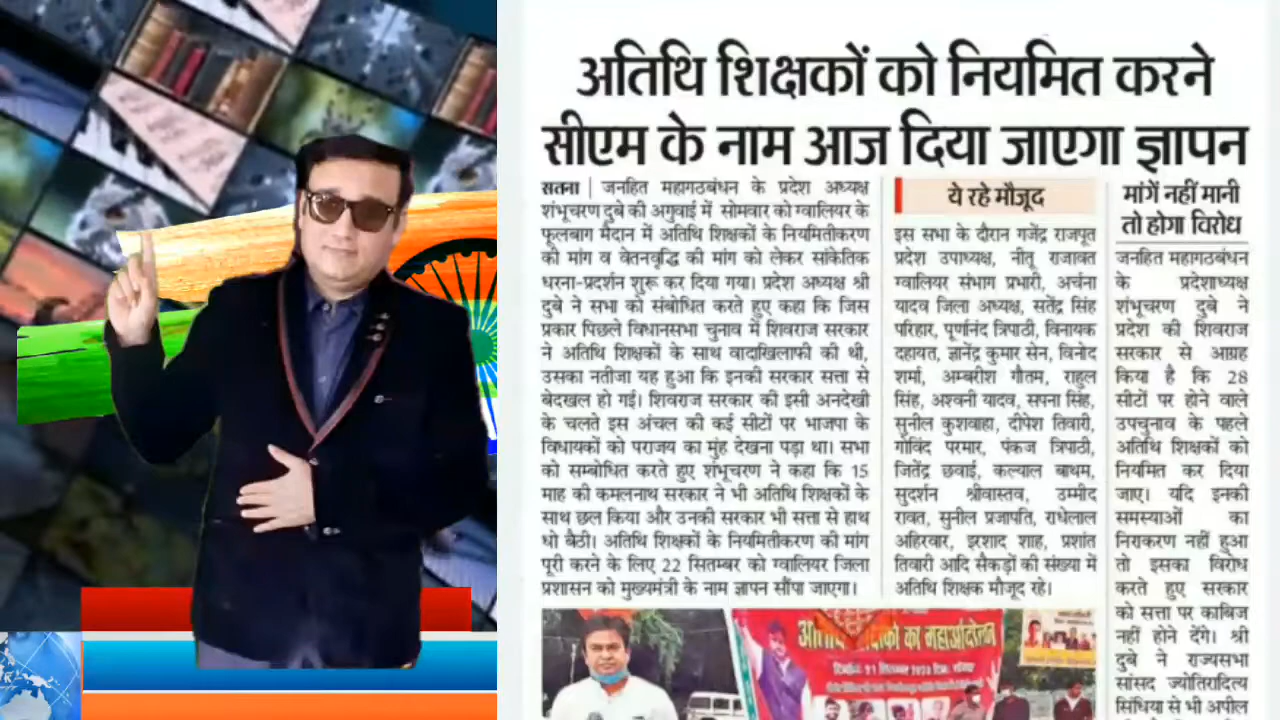 अतिथि शिक्षकों को नियमित करने
सीएम के नाम आज दिया जाएगा ज्ञापन
सतना | जनहित महागठबंधन के प्रदेश अध्यक्ष
शंभूचरण दुबे की अगुवाई में सोमवार को ग्वालियर के
फूलबाग मैदान में अतिथि शिक्षकों के नियमितीकरण
की मांग व वेतनवृद्धि की मांग को लेकर सांकेतिक
धरना-प्रदर्शन शुरू कर दिया गया। प्रदेश अध्यक्ष श्री
दुबे ने सभा को संबोधित करते हुए कहा कि जिस
प्रकार पिछले विधानसभा चुनाव में शिवराज सरकार
ने अतिथि शिक्षकों के साथ वादाखिलाफी की थी,
उसका नतीजा यह हुआ कि इनकी सरकार सत्ता से
बेदखल हो गई। शिवराज सरकार की इसी अनदेखी
के चलते इस अंचल की कई सीटों पर भाजपा के
विधायकों को पराजय का मुंह देखना पड़ा था। सभा
को सम्बोधित करते हुए शंभूचरण ने कहा कि 15
माह की कमलनाथ सरकार ने भी अतिथि शिक्षकों के
साथ छल किया और उनकी सरकार भी सत्ता से हाथ
धो बैठी। अतिथि शिक्षकों के नियमितीकरण की मांग
पूरी करने के लिए 22 सितम्बर को ग्वालियर जिला
प्रशासन को मुख्यमंत्री के नाम ज्ञापन सौंपा जाएगा।
ये रहे मौजूद
इस सभा के दौरान गजेंद्र राजपूत
प्रदेश उपाध्यक्ष, नीतू राजावत
ग्वालियर संभाग प्रभारी, अर्चना
यादव जिला अध्यक्ष, सतेंद्र सिंह
परिहार, पूर्णानंद त्रिपाठी, विनायक
दहायत, ज्ञानेंद्र कुमार सेन, विनोद
शर्मा, अम्बरीश गौतम, राहुल
सिंह, अश्वनी यादव, सपना सिंह,
सुनील कुशवाहा, दीपेश तिवारी,
गोविंद परमार, पंकज त्रिपाठी,
जितेंद्र छवाई, कल्याल बाथम,
सुदर्शन श्रीवास्तव, उम्मीद
रावत, सुनील प्रजापति, राधेलाल
अहिरवार, इरशाद शाह, प्रशांत
तिवारी आदि सैकड़ों की संख्या में
अतिथि शिक्षक मौजूद रहे।
मांगें नहीं मानी
तो होगा विरोध
जनहित महागठबंधन
के प्रदेशाध्यक्ष
शंभूचरण दुबे ने
प्रदेश की शिवराज
सरकार से आग्रह
किया है कि 28
सीटों पर होने वाले
उपचुनाव के पहले
अतिथि शिक्षकों को
नियमित कर दिया
जाए। यदि इनकी
समस्याओं का
निराकरण नहीं हुआ
तो इसका विरोध
करते हुए सरकार
को सत्ता पर काबिज
नहीं होने देंगे। श्री
दुबे ने राज्यसभा
सांसद ज्योतिरादित्य
सिंधिया से भी अपील
का महाआंदोलन